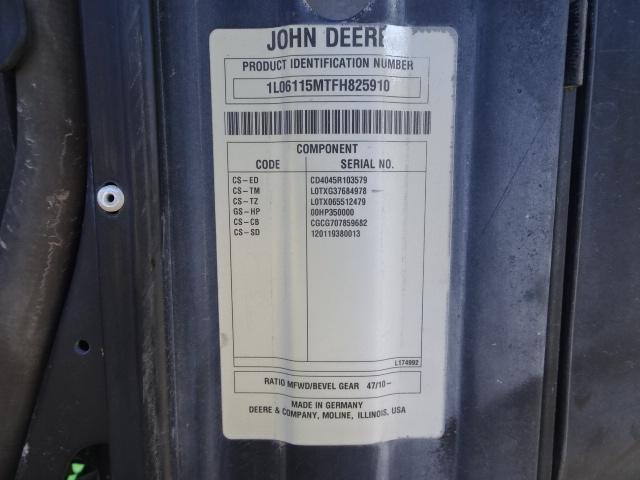 JOHN DEERE
PRODUCT IDENTIFICATION NUMBER
1L06115MTFH825910
COMPONENT
CODE SERIAL NO.
CS-ED CD4045R103579
CS-TM L0TXG37684978
CS-TZ L0TX065512479
GS-HP 00HP350000
CS-CB CGCG707859682
CS-SD 120119380013
L174992
RATIO MFWD/BEVEL GEAR 47/10-
MADE IN GERMANY
DEERE & COMPANY, MOLINE, ILLINOIS, USA